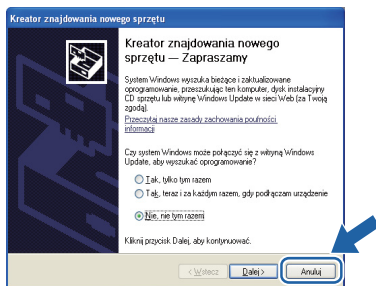 Kreator znajdowania nowego sprzętu
Kreator znajdowania nowego
sprzętu — Zapraszamy
System Windows wyszuka bieżące i zaktualizowane
oprogramowanie, przeszukując ten komputer, dysk instalacyjny
CD sprzętu lub witrynę Windows Update w sieci Web (za Twoją
zgodą).
Przeczytaj nasze zasady zachowania poufności
informacji
Czy system Windows może połączyć się z witryną Windows
Update, aby wyszukać oprogramowanie?
Tak, tylko tym razem
Tak, teraz i za każdym razem, gdy podłączam urządzenie
Nie, nie tym razem
Kliknij przycisk Dalej, aby kontynuować.
< Wstecz Dalej > Anuluj